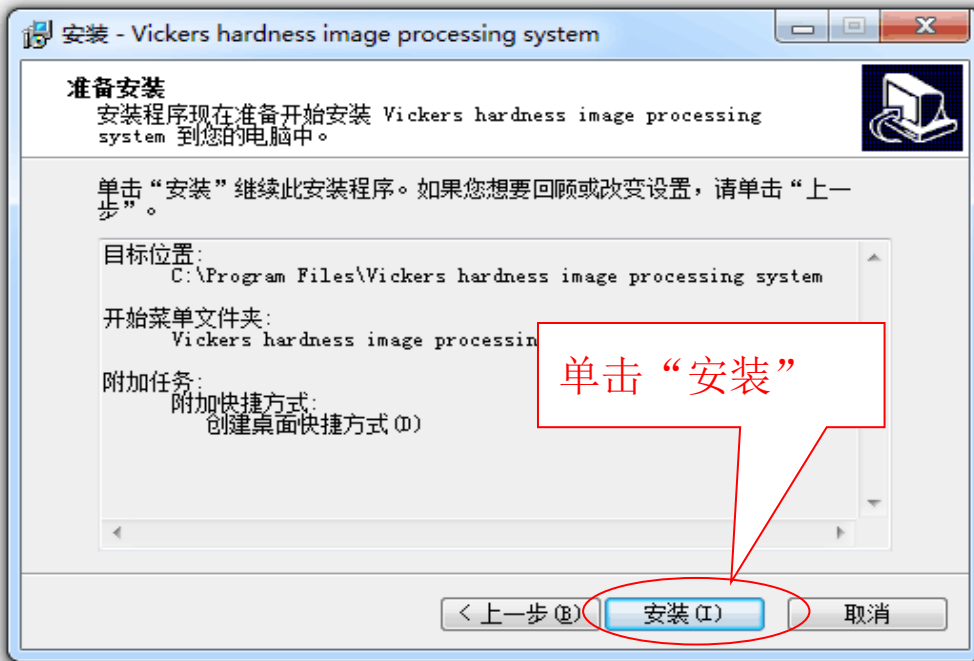 安装 - Vickers hardness image processing system
准备安装
安装程序现在准备开始安装 Vickers hardness image processing
system 到您的电脑中。
单击“安装”继续此安装程序。如果您想要回顾或改变设置，请单击“上一
步”。
目标位置:
C:\Program Files\Vickers hardness image processing system
开始菜单文件夹:
Vickers hardness image processin
附加任务:
附加快捷方式:
创建桌面快捷方式(D)
单击“安装”
< 上一步(B)
安装(I)
取消